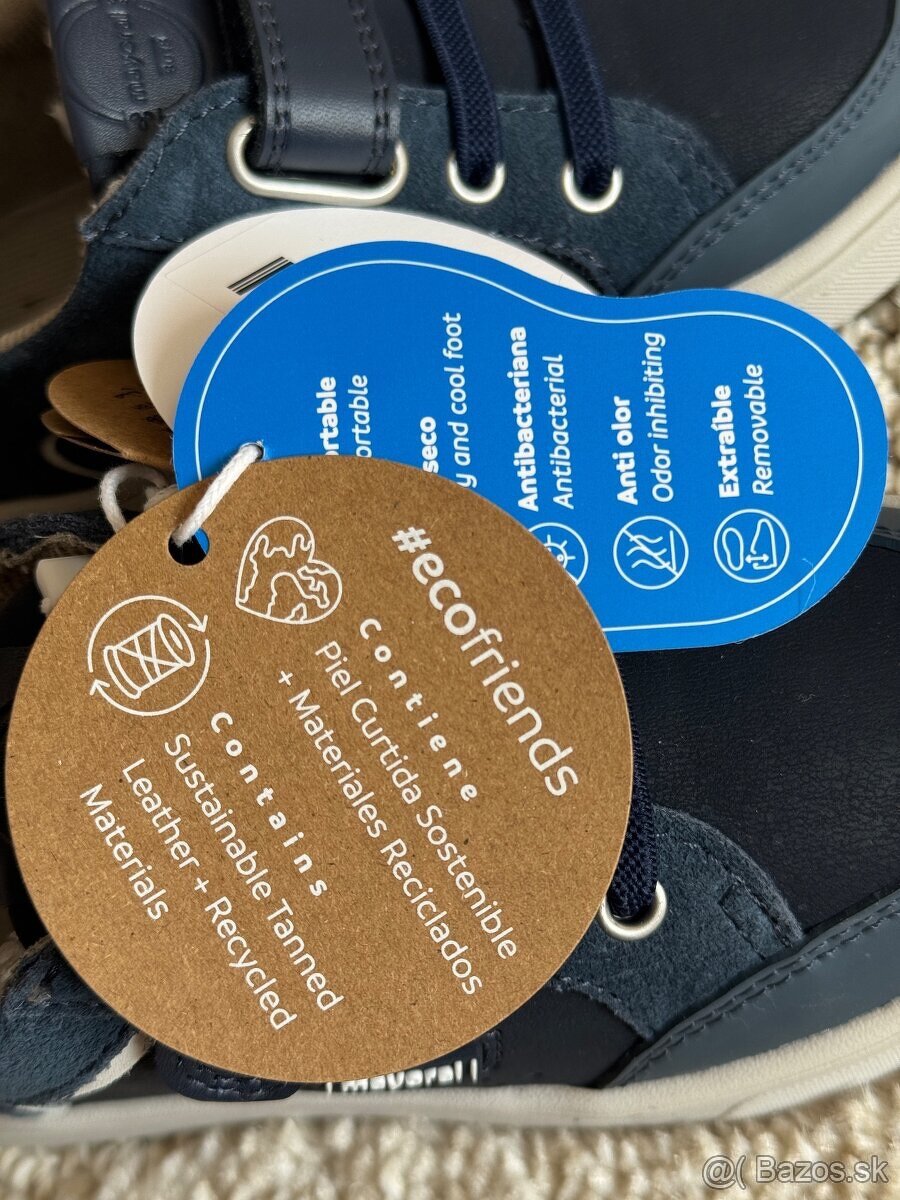 #ecofriends
Contiene
Piel Curtida Sostenible
+ Materiales Reciclados
Contains
Sustainable Tanned
Leather + Recycled
Materials
rtable
ortable
seco
y and cool foot
Antibacteriana
Antibacterial
Anti olor
Odor inhibiting
Extraíble
Removable
mayoral
@( Bazos.sk